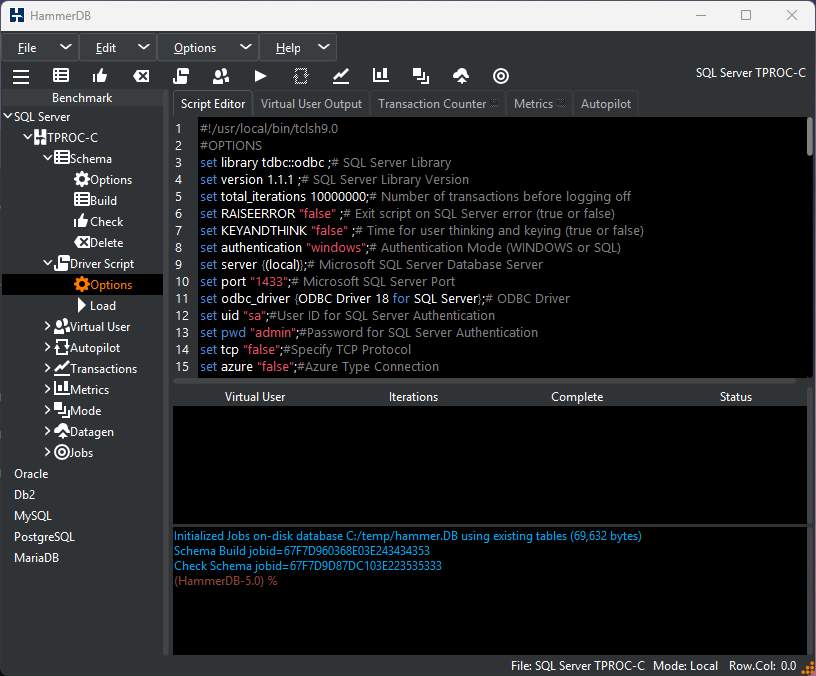 HammerDB
File Edit Options Help
SQL Server TPROC-C
Benchmark
SQL Server
TPROC-C
Schema
Options
Build
Check
Delete
Driver Script
Options
Load
Virtual User
Autopilot
Transactions
Metrics
Mode
Datagen
Jobs
Oracle
Db2
MySQL
PostgreSQL
MariaDB
Script Editor Virtual User Output Transaction Counter Metrics Autopilot
1 #!/usr/local/bin/tclsh9.0
2 #OPTIONS
3 set library tdbc::odbc ;# SQL Server Library
4 set version 1.1.1 ;# SQL Server Library Version
5 set total_iterations 10000000;# Number of transactions before logging off
6 set RAISEERROR "false" ;# Exit script on SQL Server error (true or false)
7 set KEYANDTHINK "false" ;# Time for user thinking and keying (true or false)
8 set authentication "windows";# Authentication Mode (WINDOWS or SQL)
9 set server {(local)};# Microsoft SQL Server Database Server
10 set port "1433";# Microsoft SQL Server Port
11 set odbc_driver {ODBC Driver 18 for SQL Server};# ODBC Driver
12 set uid "sa";#User ID for SQL Server Authentication
13 set pwd "admin";#Password for SQL Server Authentication
14 set tcp "false";#Specify TCP Protocol
15 set azure "false";#Azure Type Connection
Virtual User Iterations Complete Status
Initialized Jobs on-disk database C:/temp/hammer.DB using existing tables (69,632 bytes)
Schema Build jobid=67F7D960368E03E243434353
Check Schema jobid=67F7D9D87DC103E223535333
(HammerDB-5.0) %
File: SQL Server TPROC-C Mode: Local Row.Col: 0.0